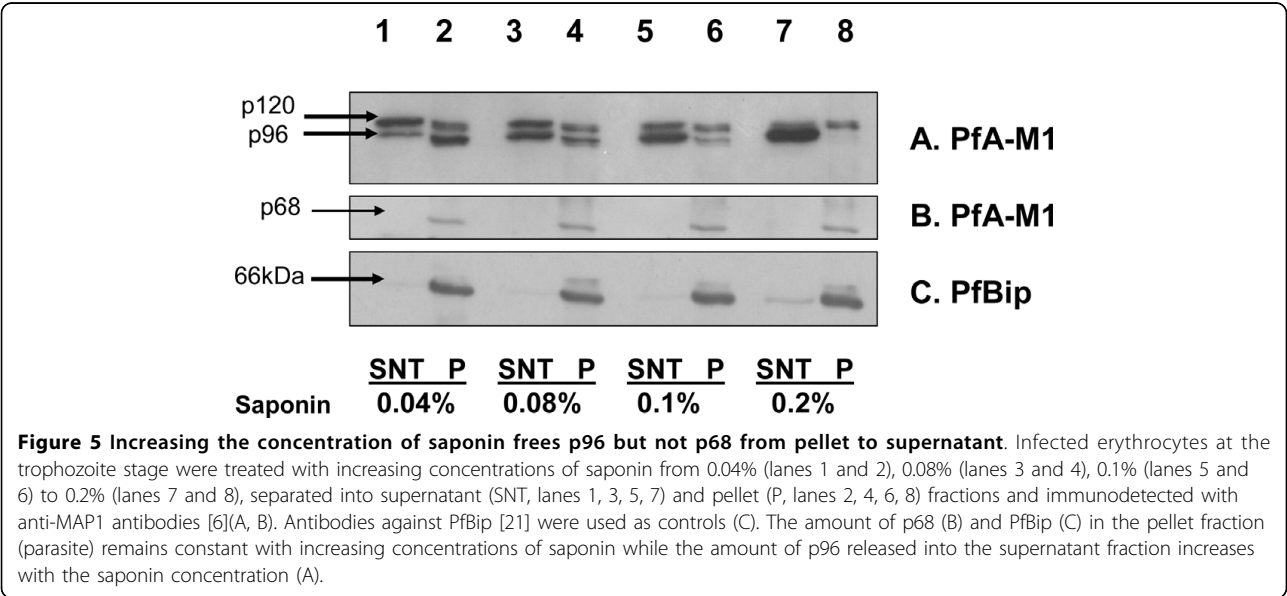 1 2 3 4 5 6 7 8
p120
p96
A. PfA-M1
p68
B. PfA-M1
66kDa
C. PfBip
SNT P SNT P SNT P SNT P
Saponin 0.04% 0.08% 0.1% 0.2%
Figure 5 Increasing the concentration of saponin frees p96 but not p68 from pellet to supernatant. Infected erythrocytes at the
trophozoite stage were treated with increasing concentrations of saponin from 0.04% (lanes 1 and 2), 0.08% (lanes 3 and 4), 0.1% (lanes 5 and
6) to 0.2% (lanes 7 and 8), separated into supernatant (SNT, lanes 1, 3, 5, 7) and pellet (P, lanes 2, 4, 6, 8) fractions and immunodetected with
anti-MAP1 antibodies [6](A, B). Antibodies against PfBip [21] were used as controls (C). The amount of p68 (B) and PfBip (C) in the pellet fraction
(parasite) remains constant with increasing concentrations of saponin while the amount of p96 released into the supernatant fraction increases
with the saponin concentration (A).